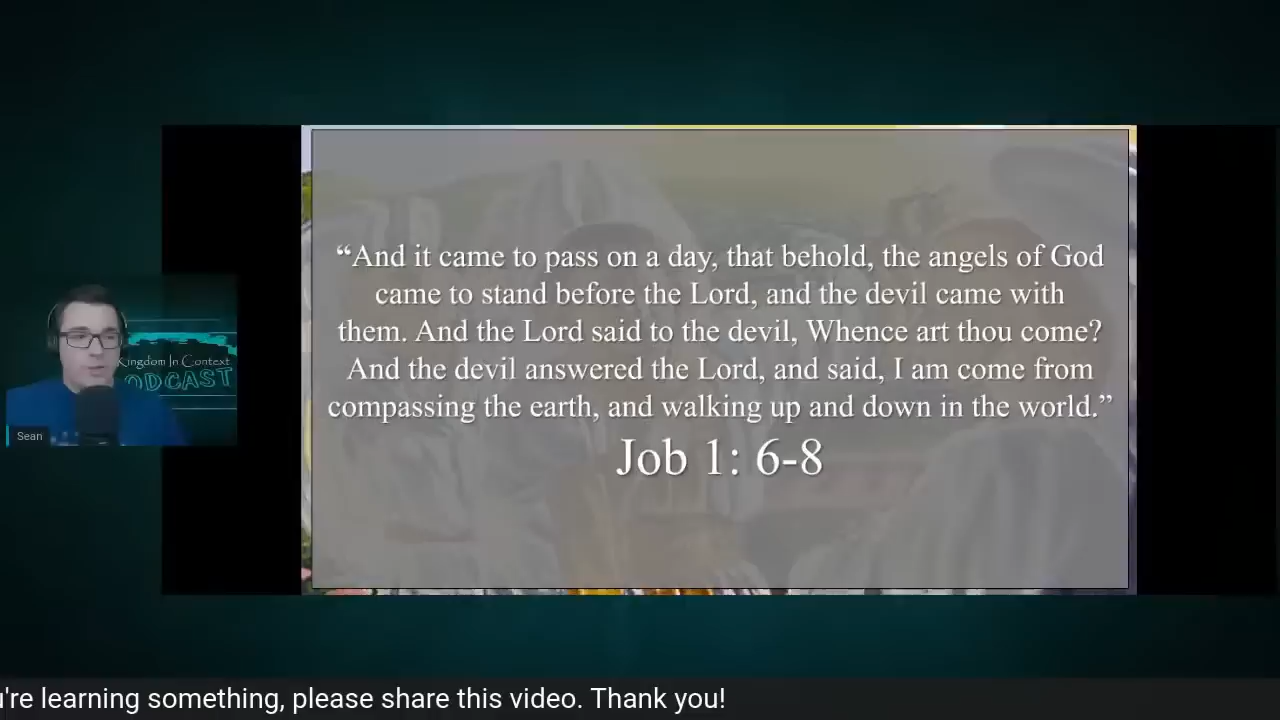 “And it came to pass on a day, that behold, the angels of God
came to stand before the Lord, and the devil came with
them. And the Lord said to the devil, Whence art thou come?
And the devil answered the Lord, and said, I am come from
compassing the earth, and walking up and down in the world.”
Job 1: 6-8
Kingdom In Context
PODCAST
Sean
're learning something, please share this video. Thank you!